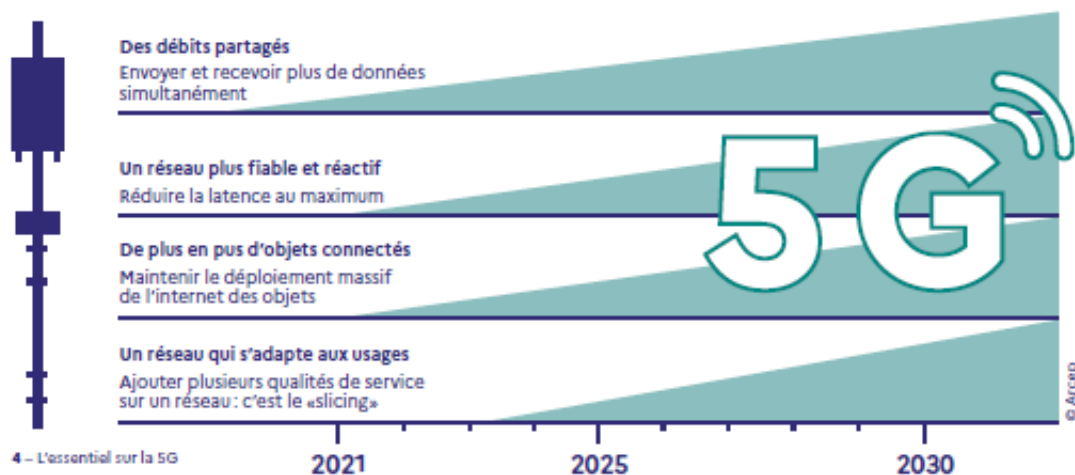 Des débits partagés
Envoyer et recevoir plus de données
simultanément
Un réseau plus fiable et réactif
Réduire la latence au maximum
De plus en pus d'objets connectés
Maintenir le déploiement massif
de l'internet des objets
Un réseau qui s'adapte aux usages
Ajouter plusieurs qualités de service
sur un réseau : c'est le «slicing»
5G
© Arcep
2021
2025
2030
4 – L'essentiel sur la 5G